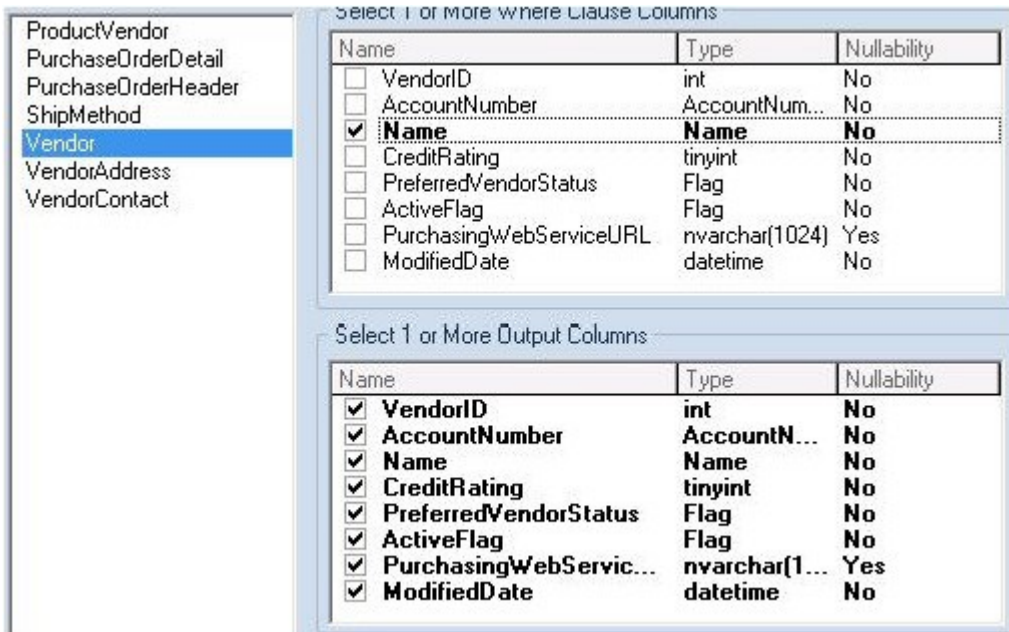 ProductVendor
PurchaseOrderDetail
PurchaseOrderHeader
ShipMethod
Vendor
VendorAddress
VendorContact
Select 1 or More Where Clause Columns
Name Type Nullability
VendorID int No
AccountNumber AccountNum... No
Name Name No
CreditRating tinyint No
PreferredVendorStatus Flag No
ActiveFlag Flag No
PurchasingWebServiceURL nvarchar(1024) Yes
ModifiedDate datetime No
Select 1 or More Output Columns
Name Type Nullability
VendorID int No
AccountNumber AccountN... No
Name Name No
CreditRating tinyint No
PreferredVendorStatus Flag No
ActiveFlag Flag No
PurchasingWebServic... nvarchar(1... Yes
ModifiedDate datetime No